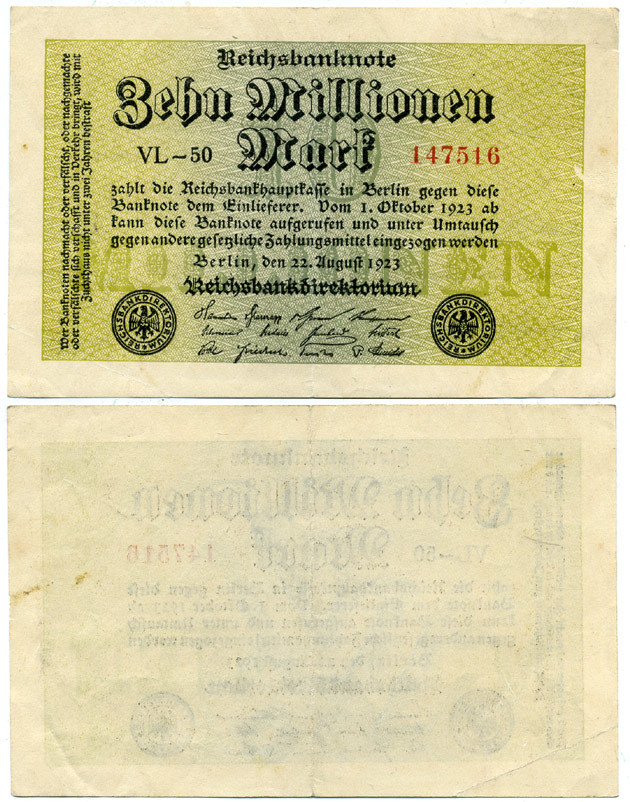 Reichsbanknote
Zehn Millionen
VL-50 Mark 147516
zahlt die Reichsbankhauptkasse in Berlin gegen diese
Banknote dem Einlieferer. Vom 1. Oktober 1923 ab
kann diese Banknote aufgerufen und unter Umtausch
gegen andere gesetzliche Zahlungsmittel eingezogen werden
Berlin, den 22. August 1923
Reichsbankdirektorium
Wer Banknoten nachmacht oder verfälscht, oder nachgemachte
oder verfälschte sich verschafft und in Verkehr bringt, wird mit
Zuchthaus nicht unter zwei Jahren bestraft
REICHSBANKDIREKTORIUM
REICHSBANKDIREKTORIUM